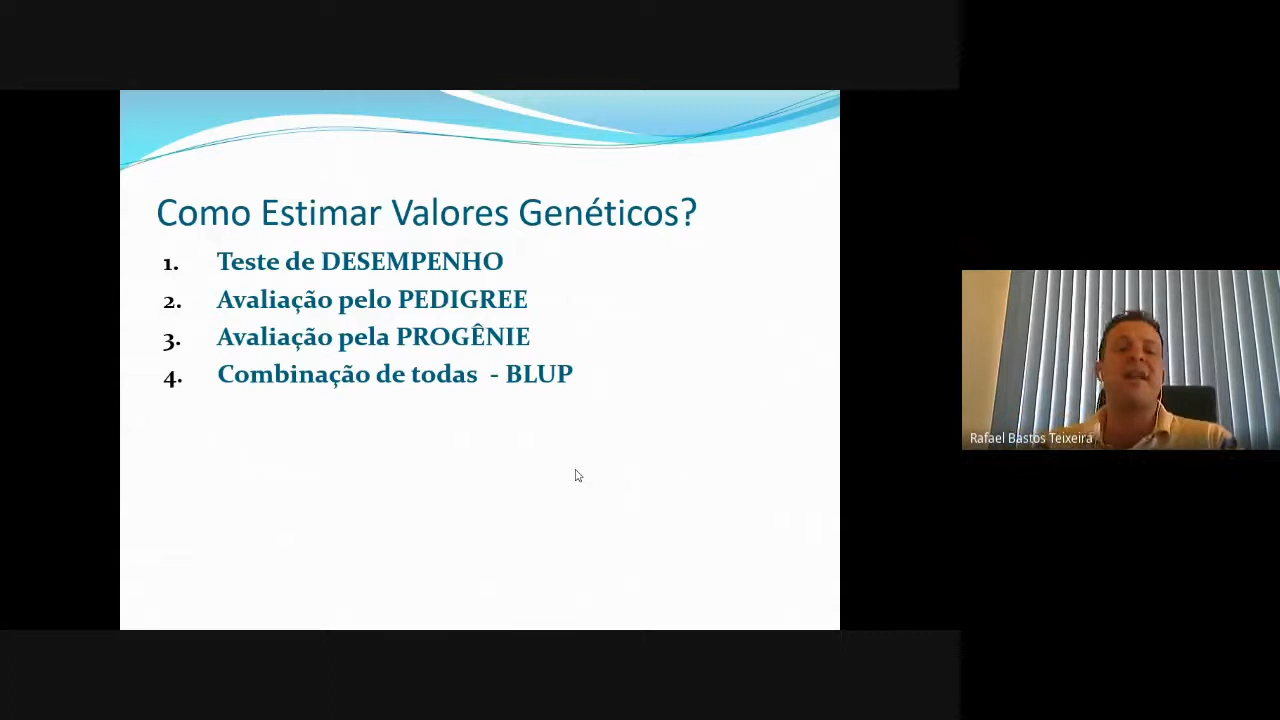 Como Estimar Valores Genéticos?
1. Teste de DESEMPENHO
2. Avaliação pelo PEDIGREE
3. Avaliação pela PROGÊNIE
4. Combinação de todas - BLUP
Rafael Bastos Teixeira